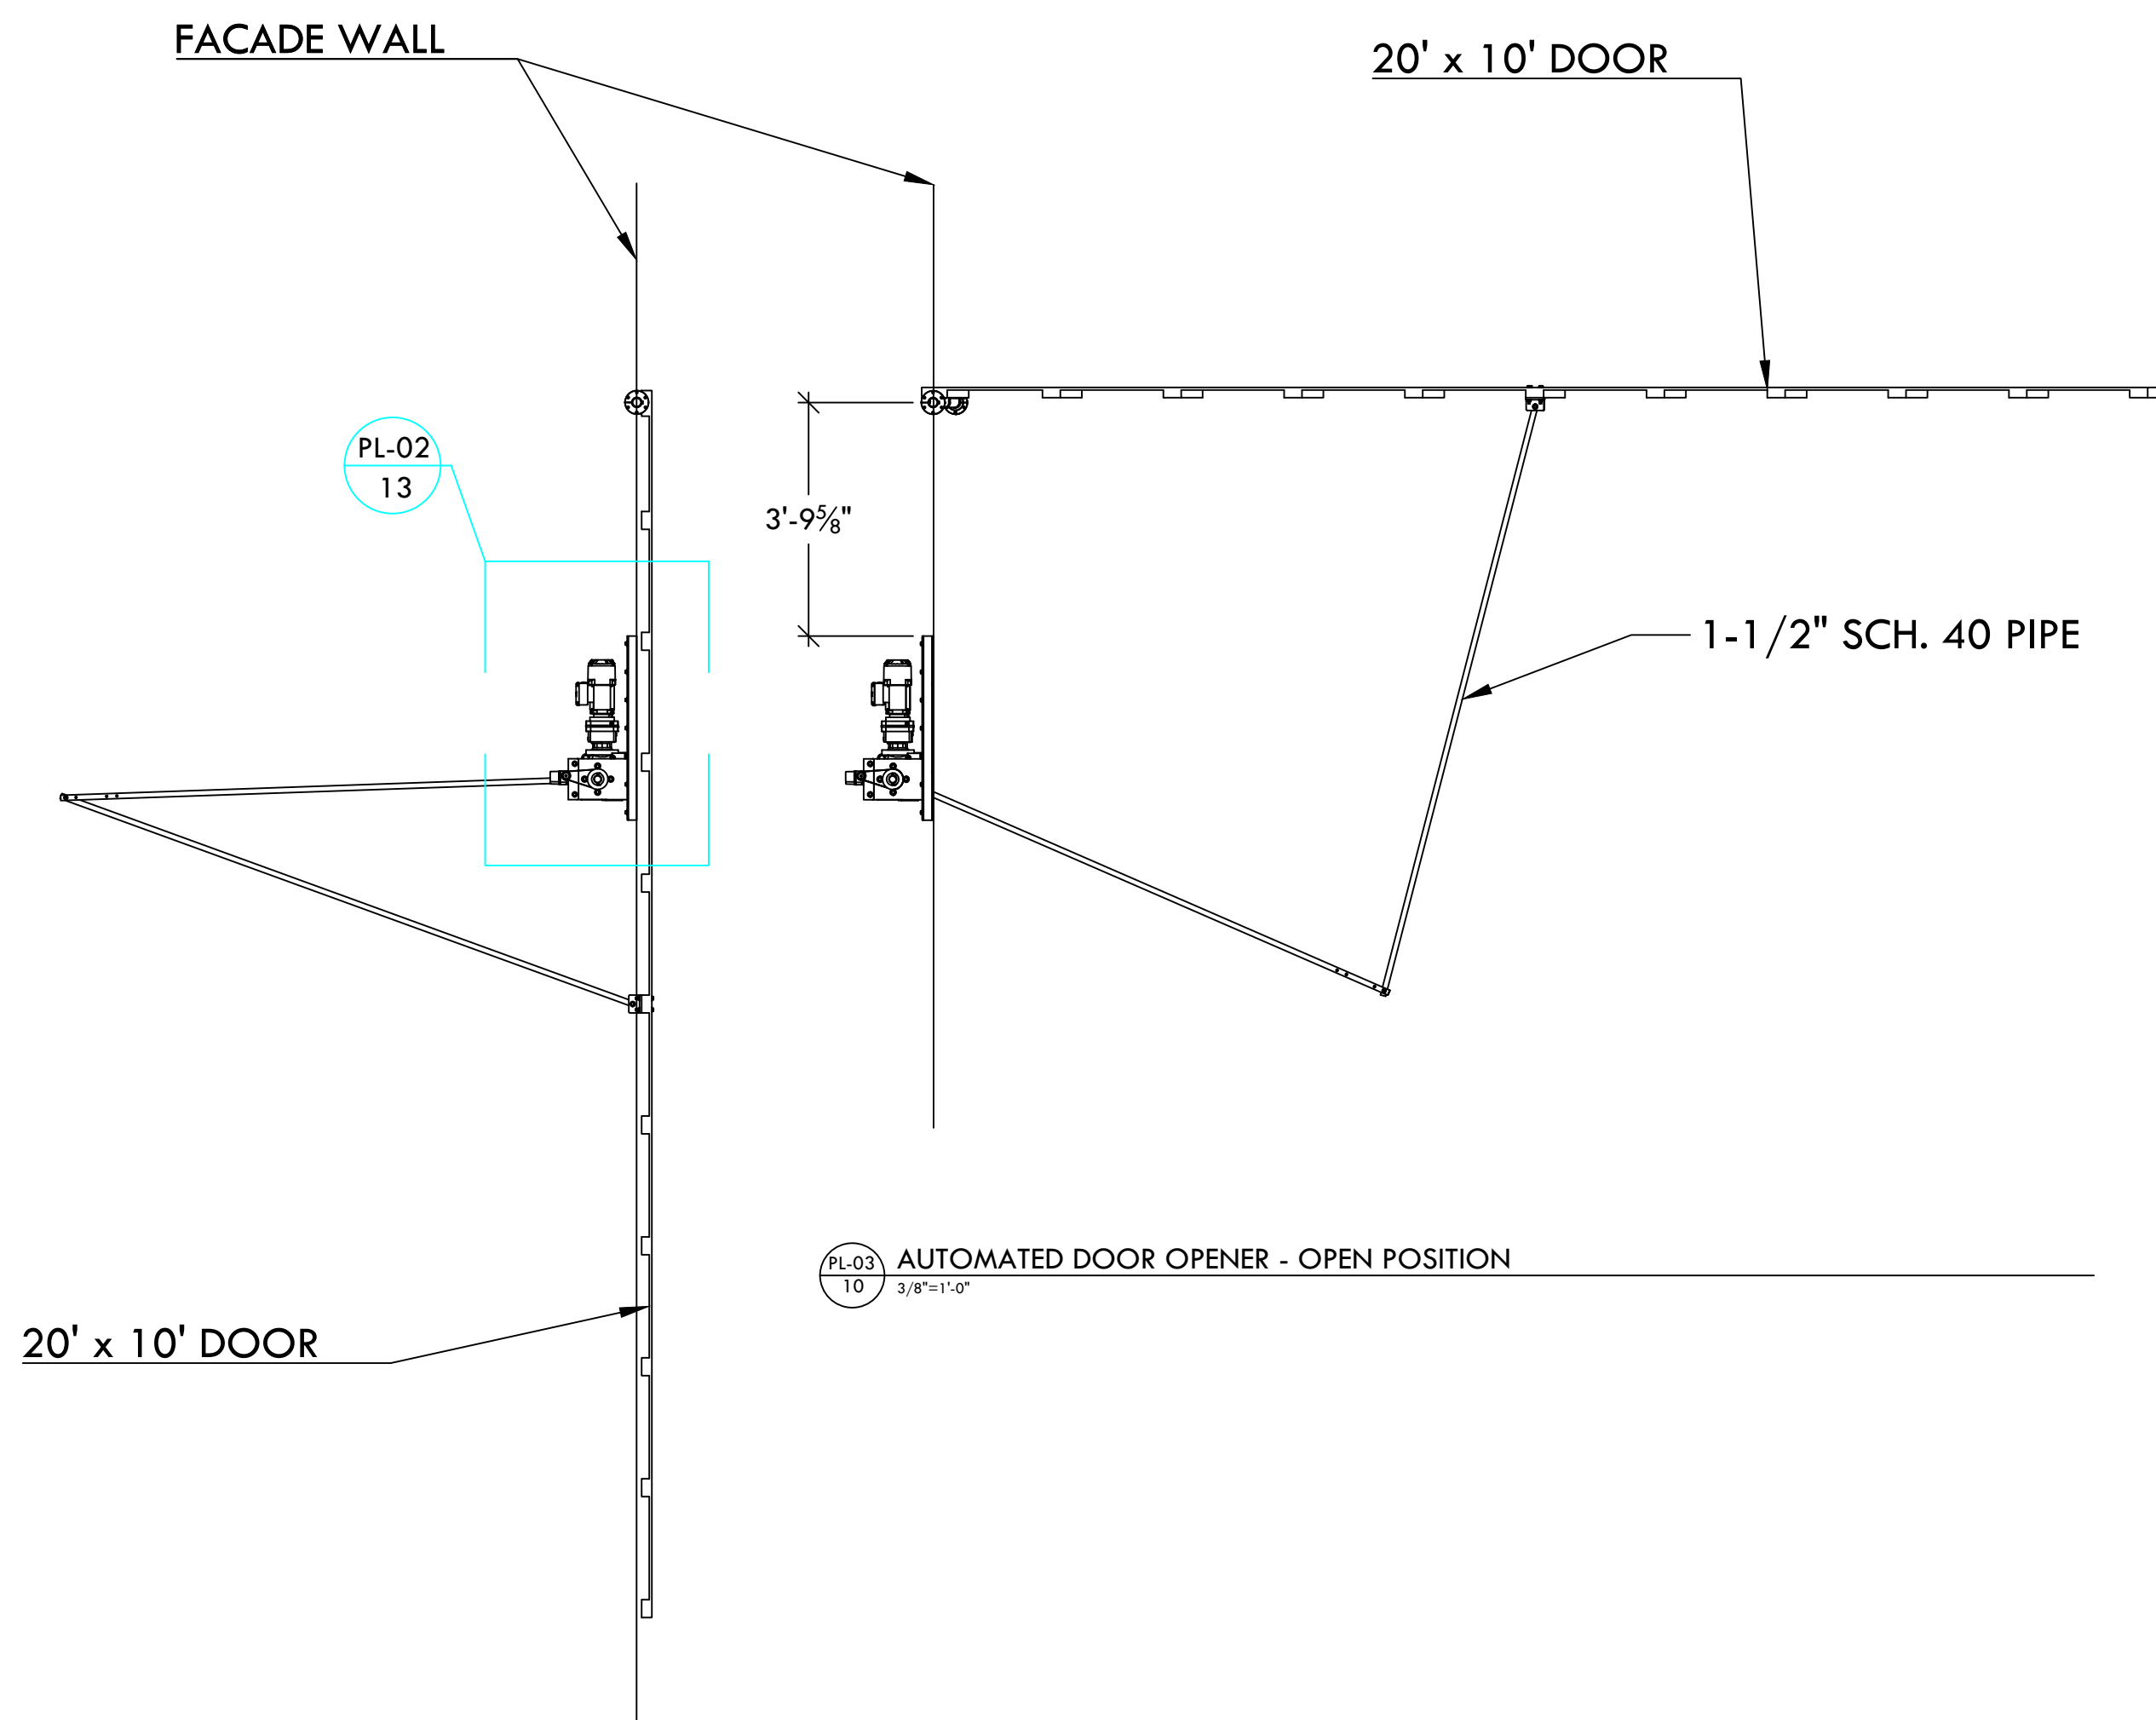 FACADE WALL
20' x 10' DOOR
PL-02
13
3'-9⅝"
1-1/2" SCH. 40 PIPE
PL-03
10
AUTOMATED DOOR OPENER - OPEN POSITION
3/8"=1'-0"
20' x 10' DOOR